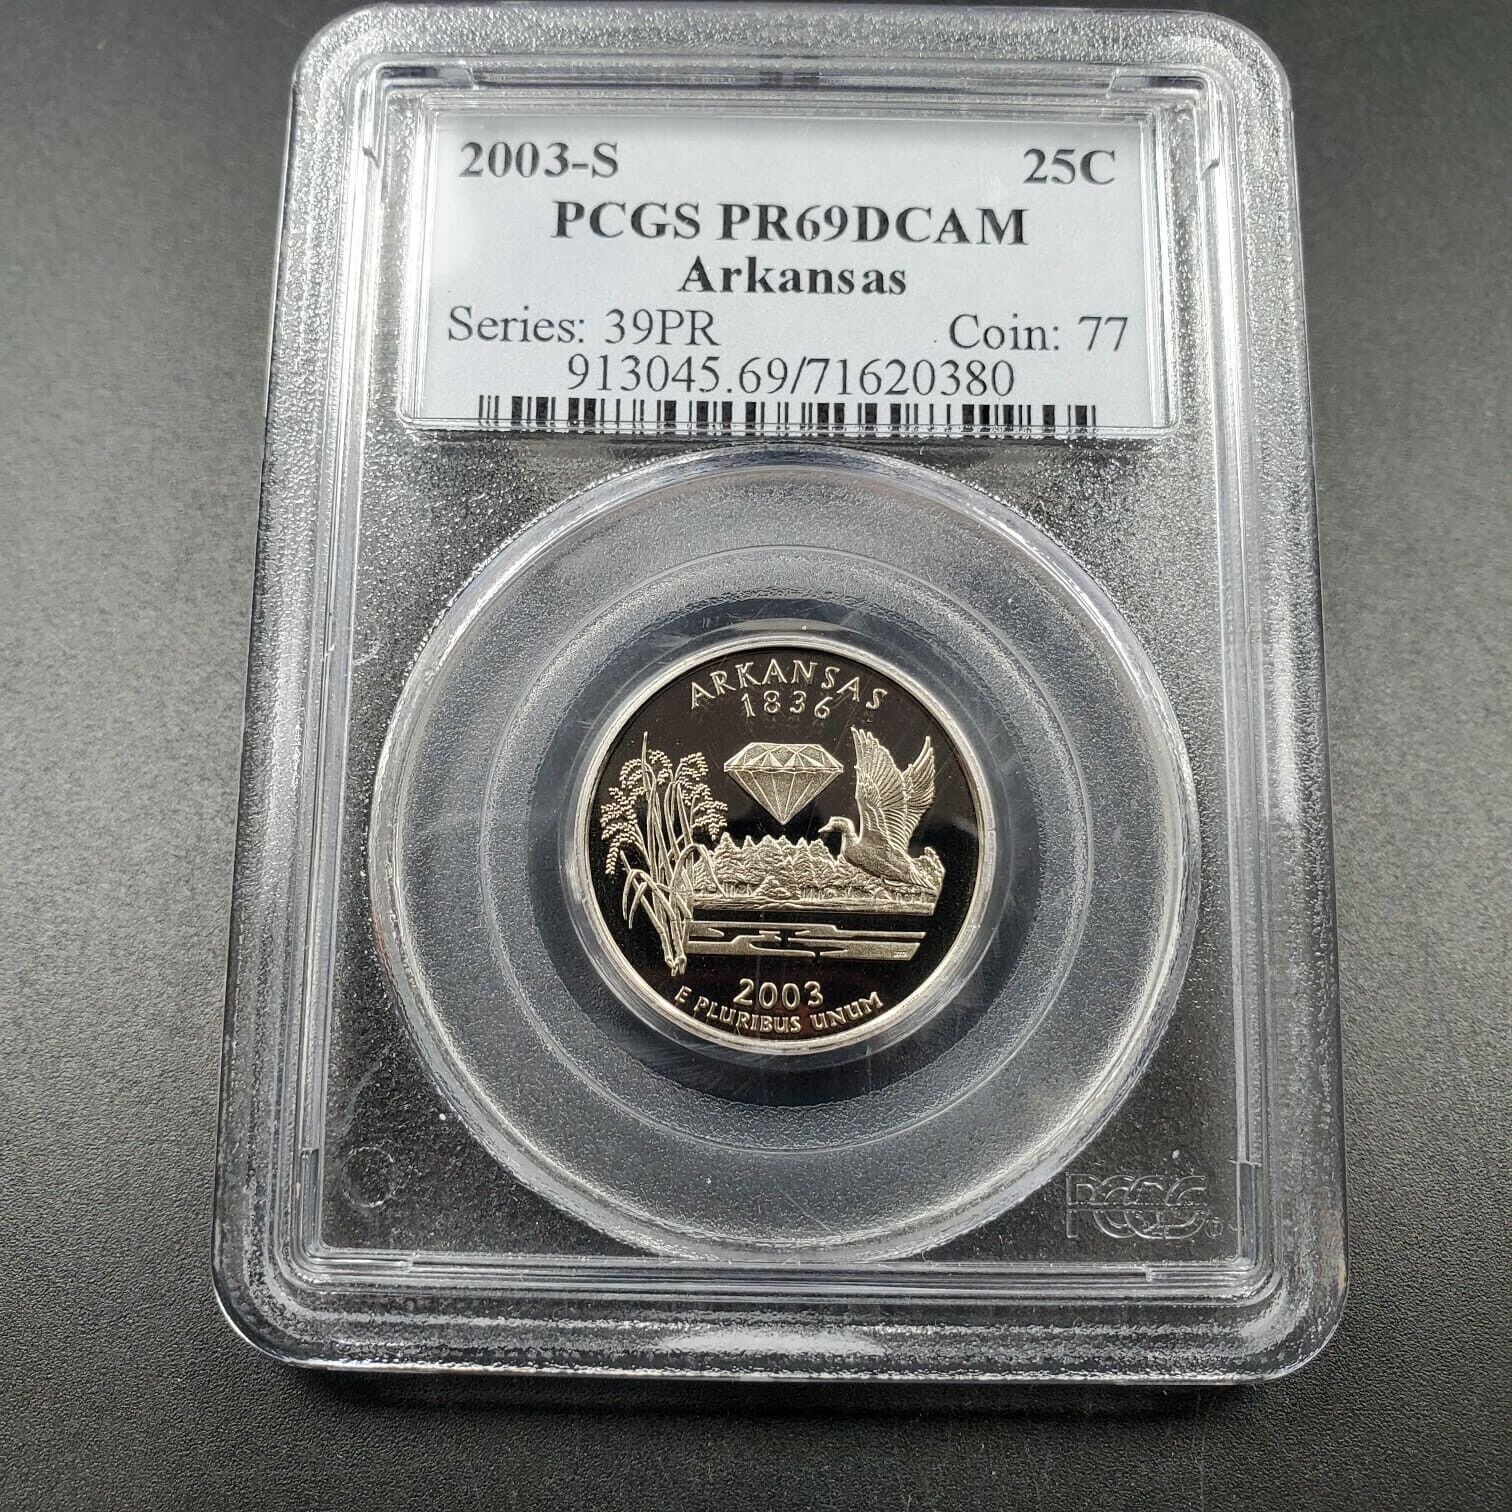 2003-S 25C
PCGS PR69DCAM
Arkansas
Series: 39PR Coin: 77
913045.69/71620380
ARKANSAS
1836
2003
E PLURIBUS UNUM
PCGS